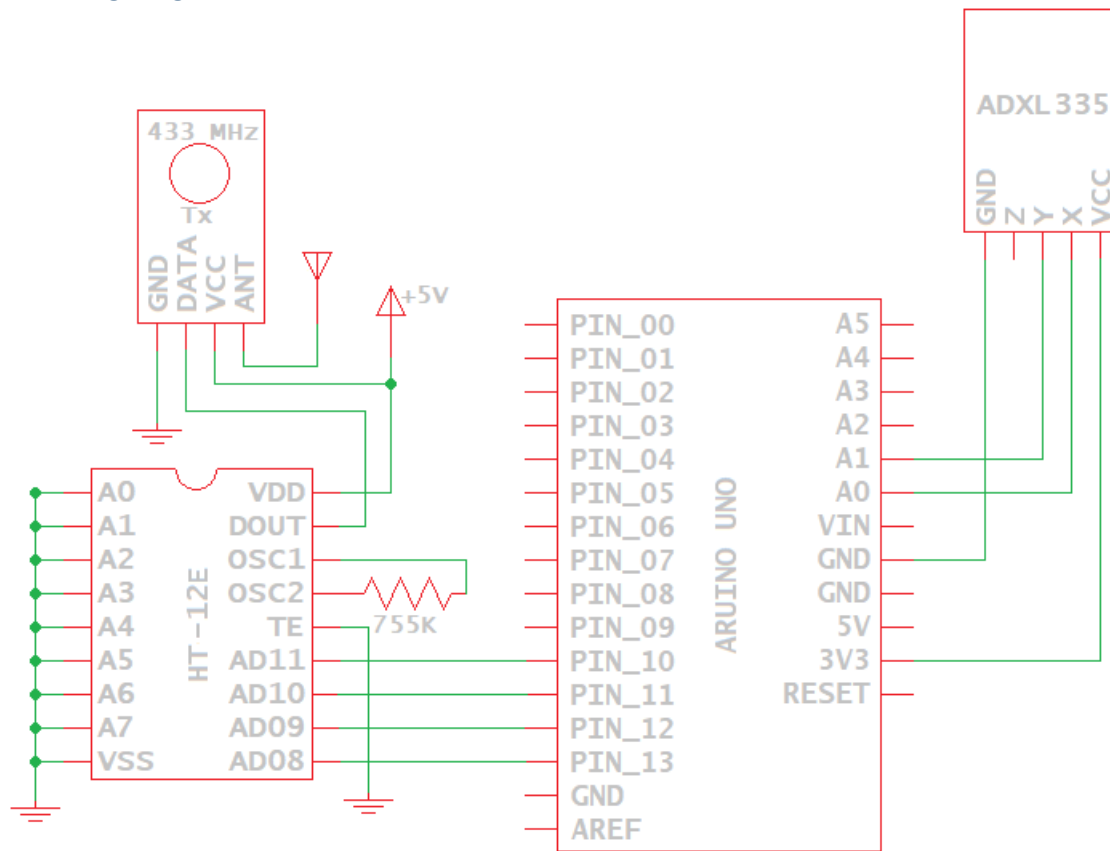 433 MHz
Tx
GND
DATA
VCC
ANT
+5V
ADXL335
GND
Z
Y
X
VCC
HT-12E
A0
A1
A2
A3
A4
A5
A6
A7
VSS
VDD
DOUT
OSC1
OSC2
TE
AD11
AD10
AD09
AD08
755K
ARUINO UNO
PIN_00
PIN_01
PIN_02
PIN_03
PIN_04
PIN_05
PIN_06
PIN_07
PIN_08
PIN_09
PIN_10
PIN_11
PIN_12
PIN_13
GND
AREF
A5
A4
A3
A2
A1
A0
VIN
GND
GND
5V
3V3
RESET